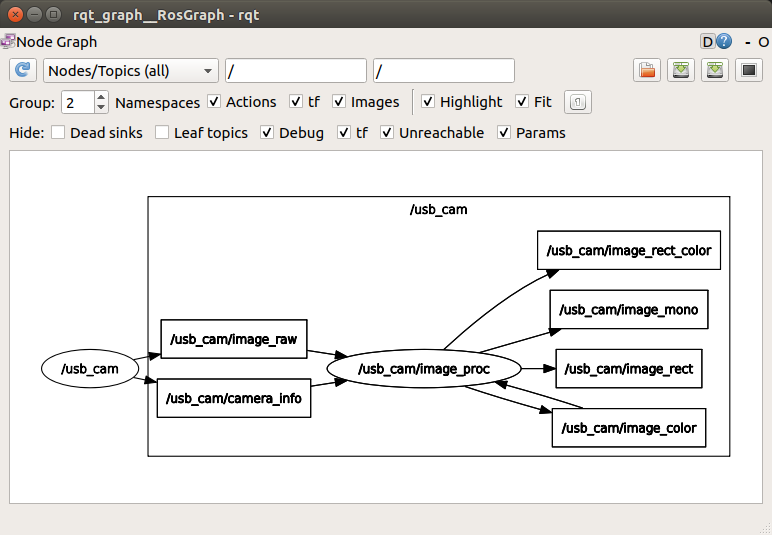 rqt_graph__RosGraph - rqt
Node Graph D ? - O
Nodes/Topics (all) / /
Group: 2 Namespaces Actions tf Images Highlight Fit 1
Hide: Dead sinks Leaf topics Debug tf Unreachable Params
/usb_cam
/usb_cam/image_rect_color
/usb_cam/image_mono
/usb_cam/image_raw
/usb_cam
/usb_cam/image_proc
/usb_cam/image_rect
/usb_cam/camera_info
/usb_cam/image_color